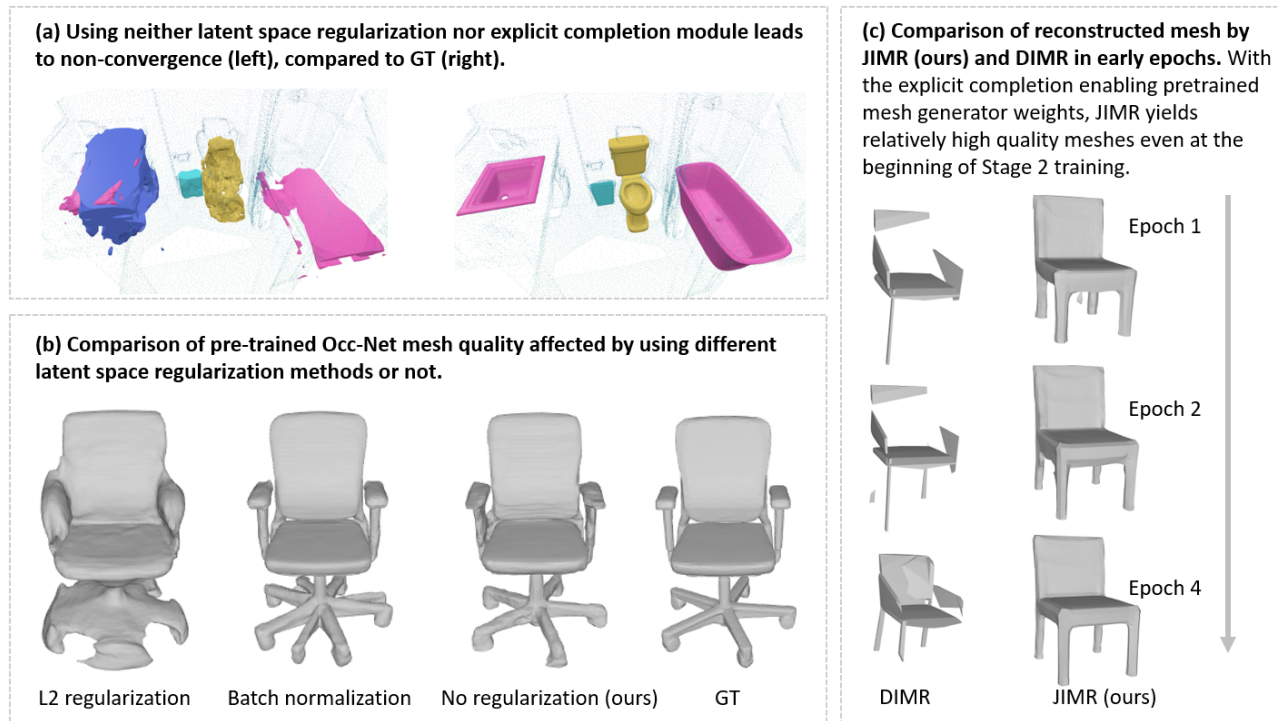 (a) Using neither latent space regularization nor explicit completion module leads
to non-convergence (left), compared to GT (right).
(b) Comparison of pre-trained Occ-Net mesh quality affected by using different
latent space regularization methods or not.
L2 regularization
Batch normalization
No regularization (ours)
GT
(c) Comparison of reconstructed mesh by
JIMR (ours) and DIMR in early epochs. With
the explicit completion enabling pretrained
mesh generator weights, JIMR yields
relatively high quality meshes even at the
beginning of Stage 2 training.
Epoch 1
Epoch 2
Epoch 4
DIMR
JIMR (ours)